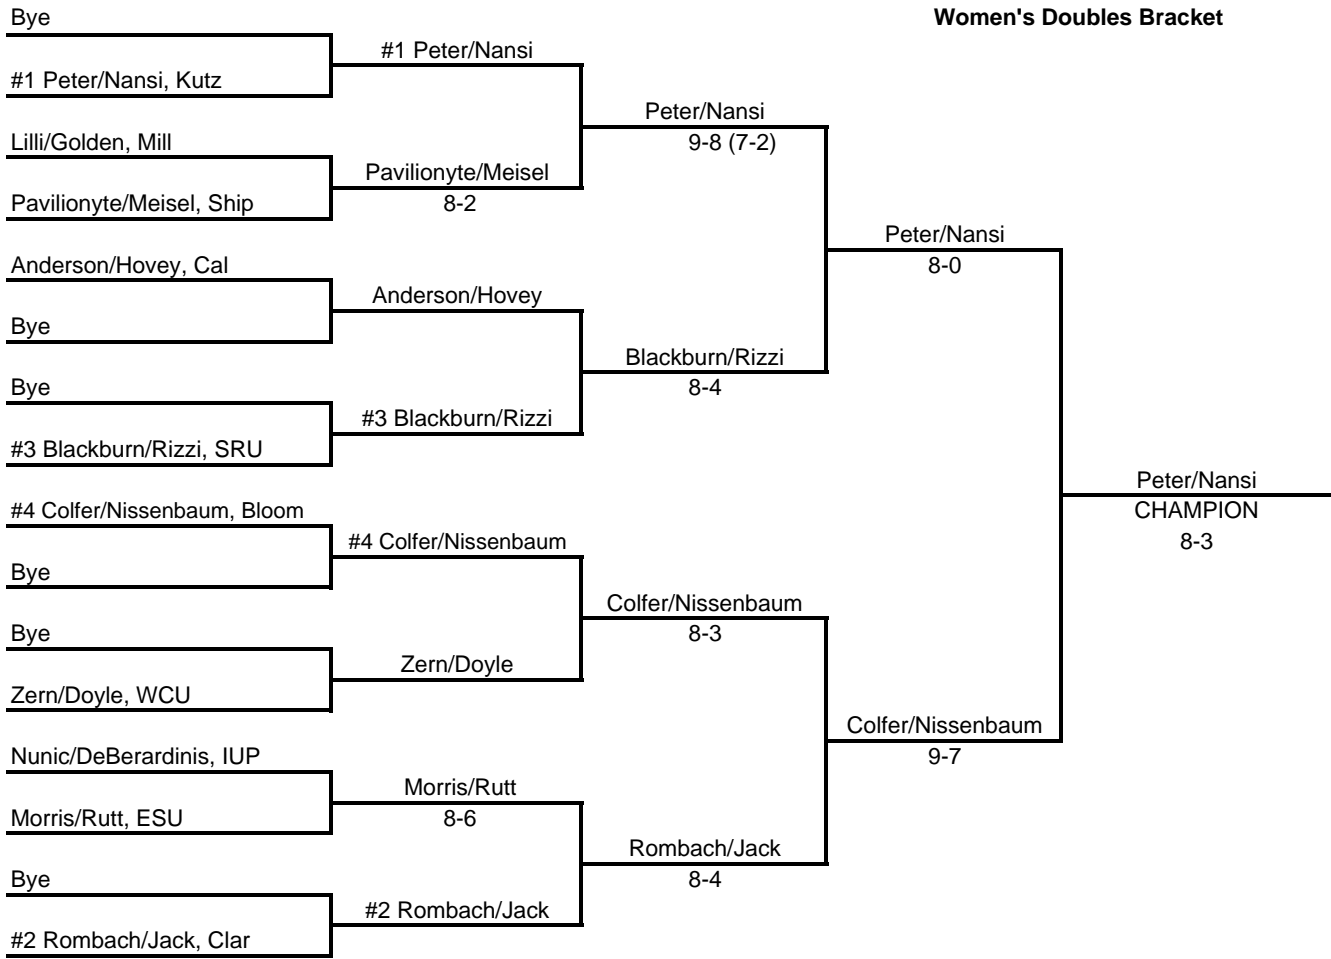 Women's Doubles Bracket
Bye
#1 Peter/Nansi, Kutz
Lilli/Golden, Mill
Pavilionyte/Meisel, Ship
Anderson/Hovey, Cal
Bye
Bye
#3 Blackburn/Rizzi, SRU
#4 Colfer/Nissenbaum, Bloom
Bye
Bye
Zern/Doyle, WCU
Nunic/DeBerardinis, IUP
Morris/Rutt, ESU
Bye
#2 Rombach/Jack, Clar
#1 Peter/Nansi
Pavilionyte/Meisel
8-2
Anderson/Hovey
#3 Blackburn/Rizzi
#4 Colfer/Nissenbaum
Zern/Doyle
Morris/Rutt
8-6
#2 Rombach/Jack
Peter/Nansi
9-8 (7-2)
Blackburn/Rizzi
8-4
Colfer/Nissenbaum
8-3
Rombach/Jack
8-4
Peter/Nansi
8-0
Colfer/Nissenbaum
9-7
Peter/Nansi
CHAMPION
8-3